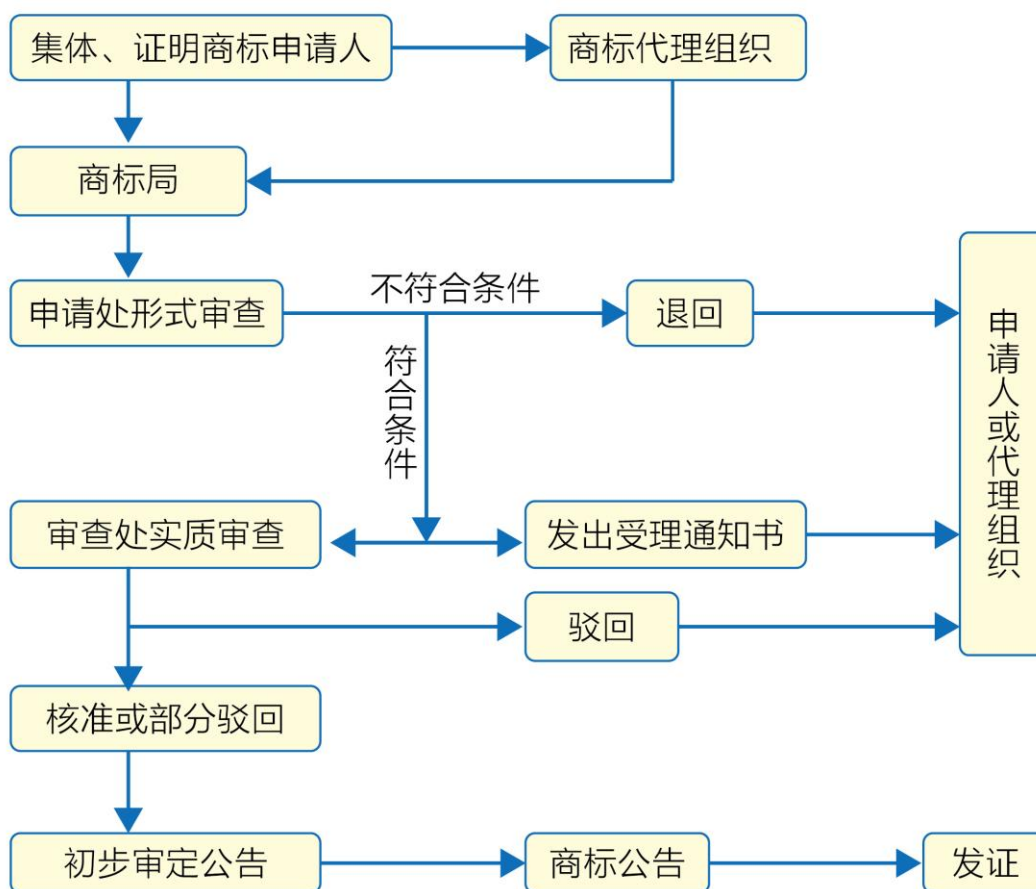 集体、证明商标申请人
商标代理组织
商标局
申请处形式审查
不符合条件
退回
符合条件
申请人或代理组织
审查处实质审查
发出受理通知书
驳回
核准或部分驳回
初步审定公告
商标公告
发证